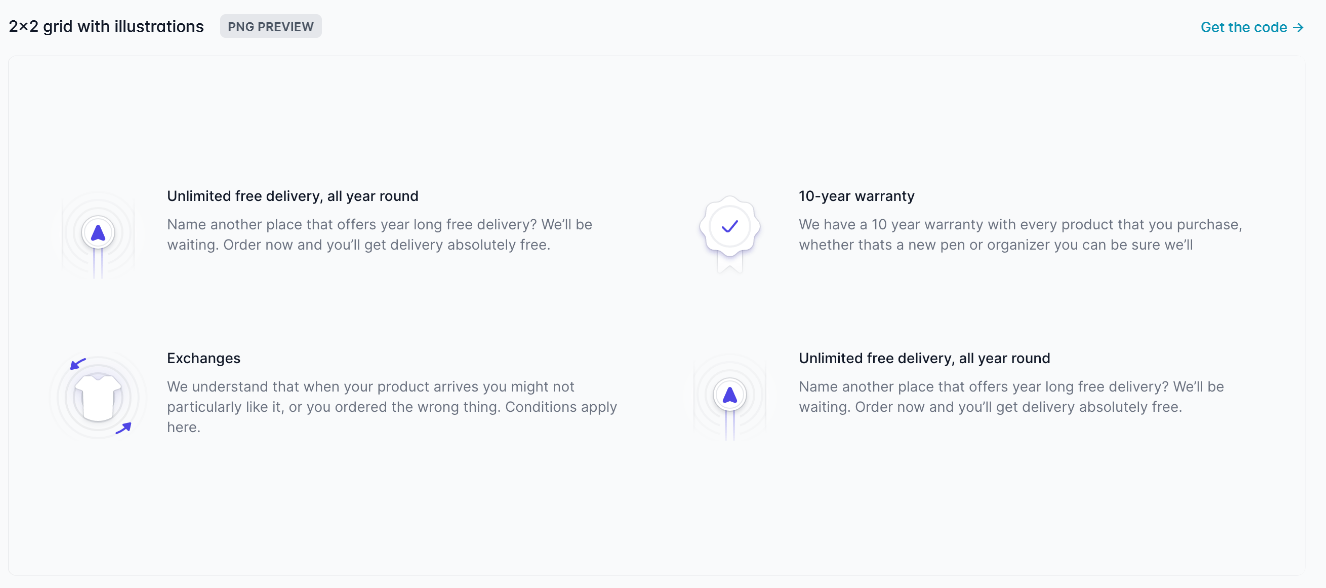 2×2 grid with illustrations
PNG PREVIEW
Get the code →
Unlimited free delivery, all year round
Name another place that offers year long free delivery? We’ll be
waiting. Order now and you’ll get delivery absolutely free.
10-year warranty
We have a 10 year warranty with every product that you purchase,
whether thats a new pen or organizer you can be sure we’ll
Exchanges
We understand that when your product arrives you might not
particularly like it, or you ordered the wrong thing. Conditions apply
here.
Unlimited free delivery, all year round
Name another place that offers year long free delivery? We’ll be
waiting. Order now and you’ll get delivery absolutely free.